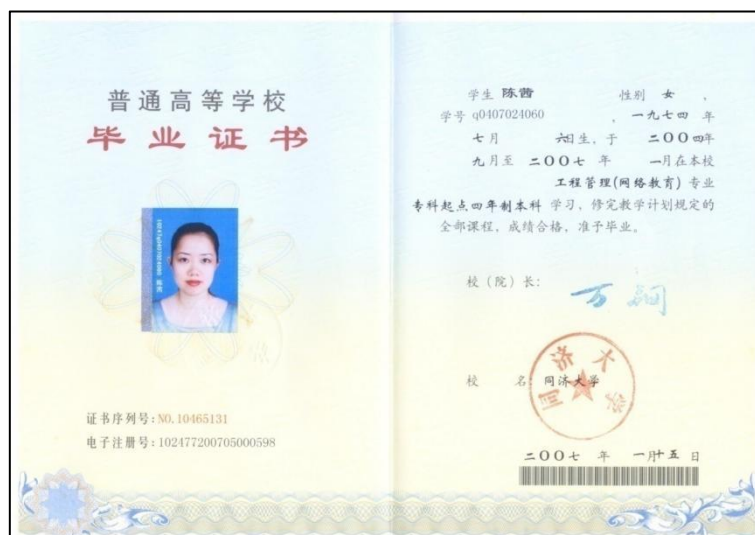 普通高等学校
毕业证书
证书序列号:NO.10465131
电子注册号:102477200705000598
学生 陈茜 性别 女 ,
学号 q0407024060 , 一九七四 年
七 月 六日生, 于 二〇〇四年
九 月至 二〇〇七 年 一月在本校
工程管理(网络教育) 专业
专科起点四年制本科 学习, 修完教学计划规定的
全部课程, 成绩合格, 准予毕业。
校(院)长: 万钢
同济大学
校 名 同济大学
二〇〇七 年 一月十五日